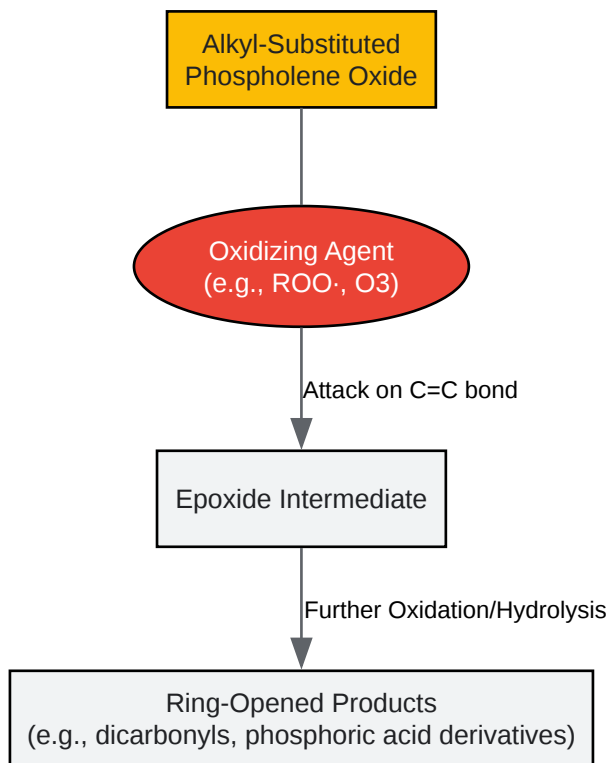 Alkyl-Substituted
Phospholene Oxide
Oxidizing Agent
(e.g., ROO·, O3)
Attack on C=C bond
Epoxide Intermediate
Further Oxidation/Hydrolysis
Ring-Opened Products
(e.g., dicarbonyls, phosphoric acid derivatives)